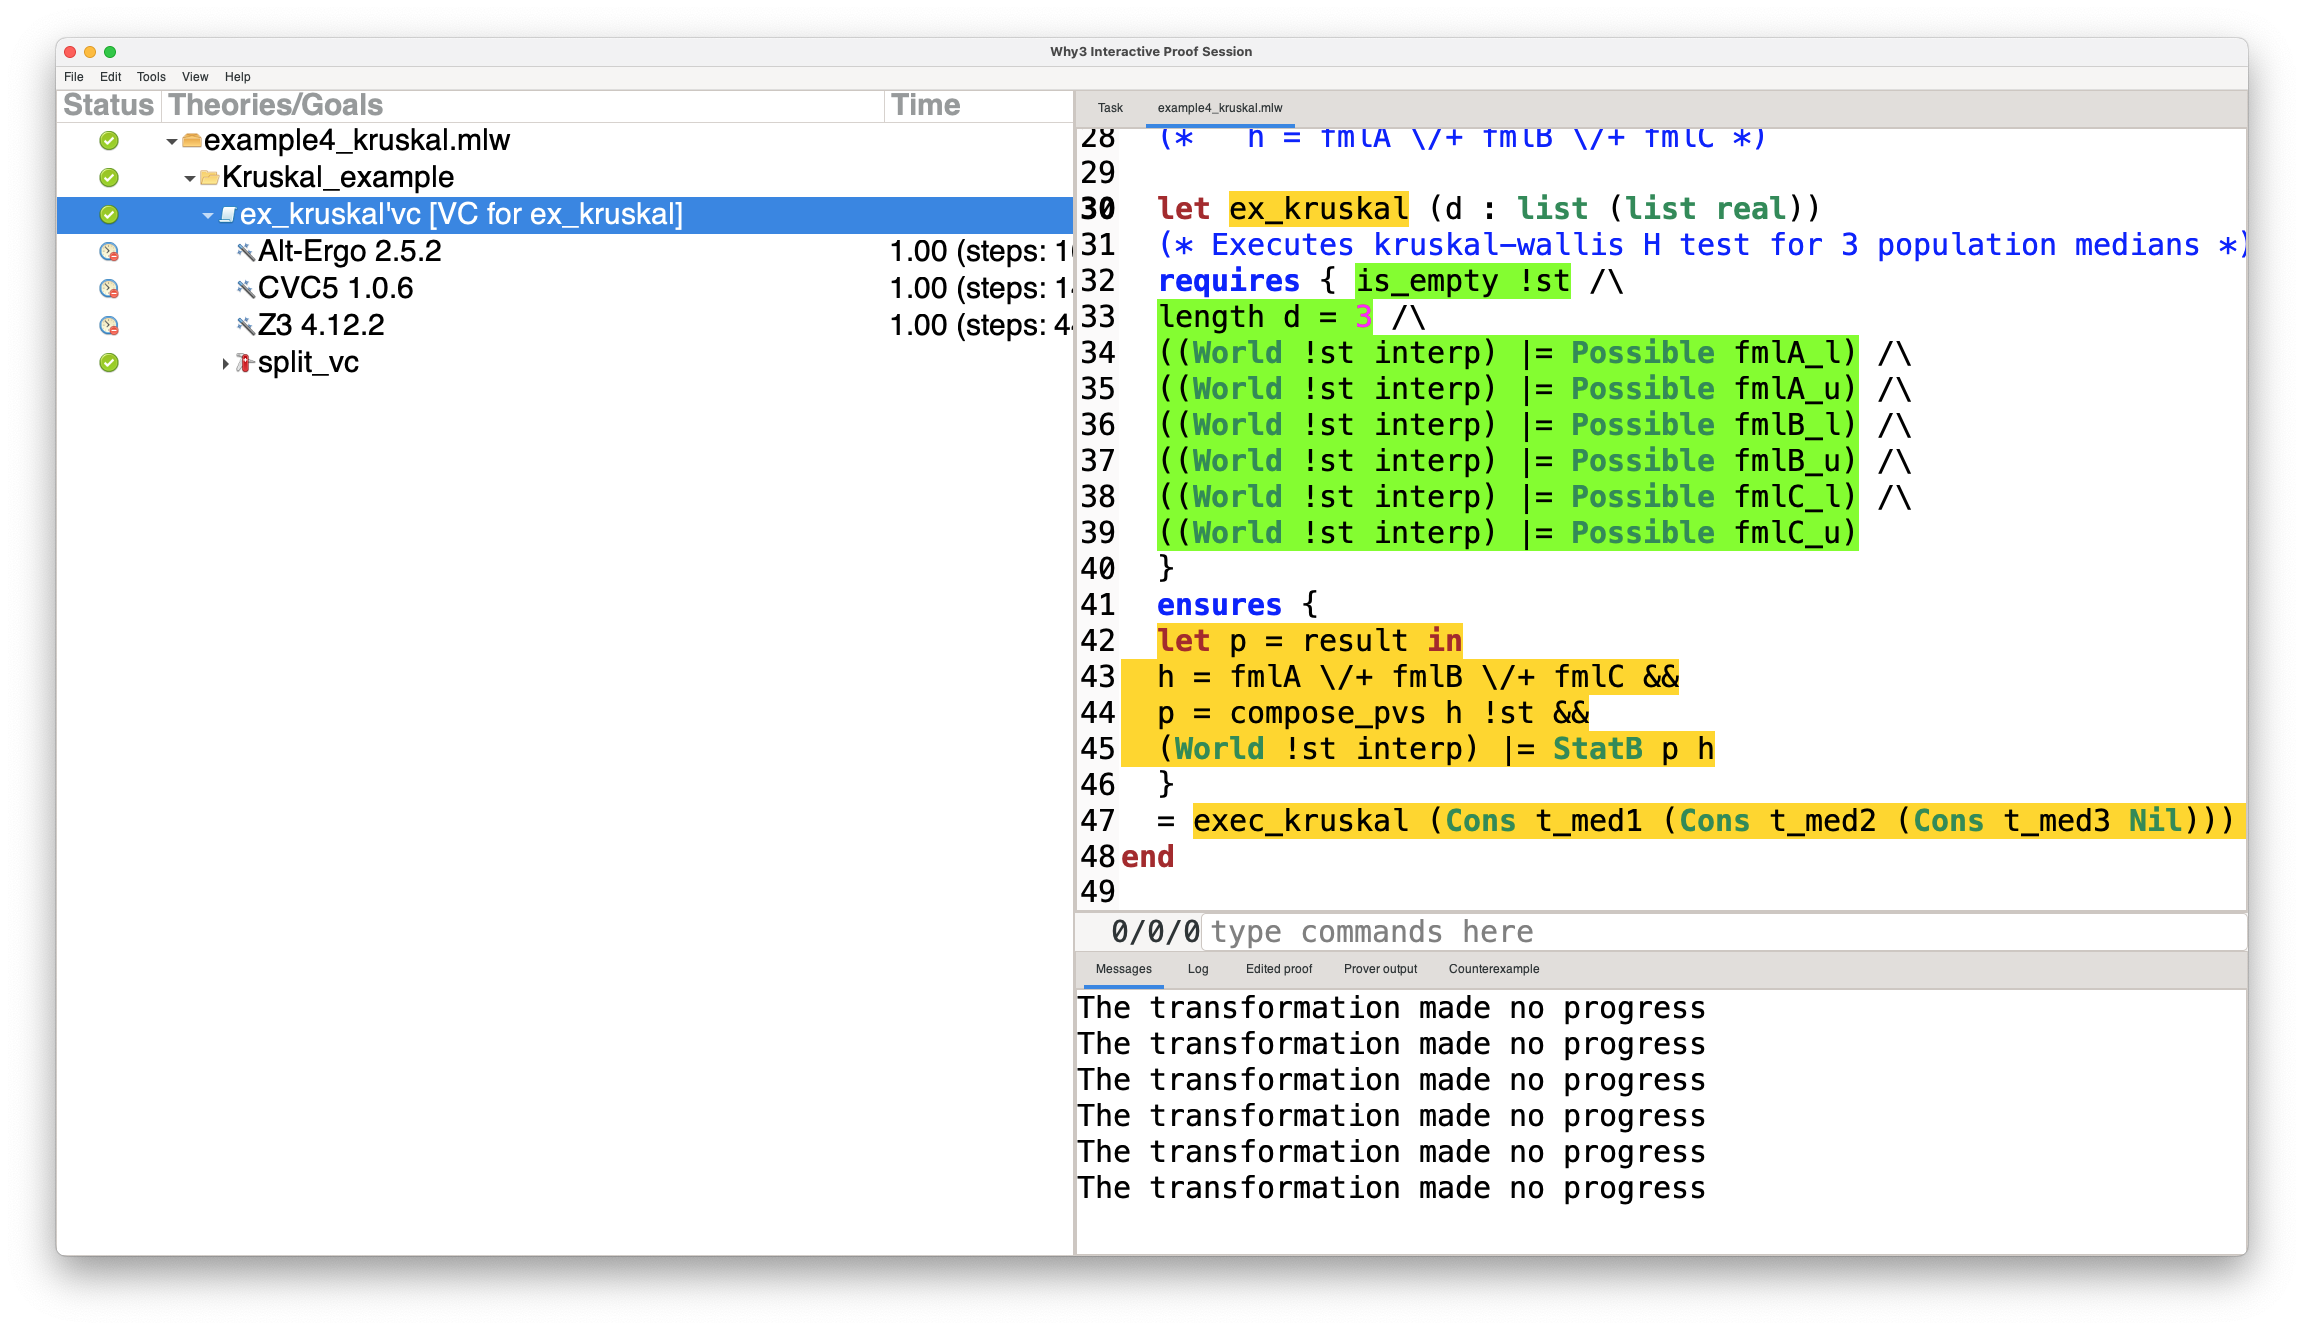 Why3 Interactive Proof Session
File Edit Tools View Help
Status Theories/Goals Time
example4_kruskal.mlw
Kruskal_example
ex_kruskal'vc [VC for ex_kruskal]
Alt-Ergo 2.5.2 1.00 (steps:
CVC5 1.0.6 1.00 (steps:
Z3 4.12.2 1.00 (steps:
split_vc
Task example4_kruskal.mlw
28 (* h = fmlA \/+ fmlB \/+ fmlC *)
29
30 let ex_kruskal (d : list (list real))
31 (* Executes kruskal-wallis H test for 3 population medians *)
32 requires { is_empty !st /\
33 length d = 3 /\
34 ((World !st interp) |= Possible fmlA_l) /\
35 ((World !st interp) |= Possible fmlA_u) /\
36 ((World !st interp) |= Possible fmlB_l) /\
37 ((World !st interp) |= Possible fmlB_u) /\
38 ((World !st interp) |= Possible fmlC_l) /\
39 ((World !st interp) |= Possible fmlC_u)
40 }
41 ensures {
42 let p = result in
43 h = fmlA \/+ fmlB \/+ fmlC &&
44 p = compose_pvs h !st &&
45 (World !st interp) |= StatB p h
46 }
47 = exec_kruskal (Cons t_med1 (Cons t_med2 (Cons t_med3 Nil)))
48 end
49
0/0/0 type commands here
Messages Log Edited proof Prover output Counterexample
The transformation made no progress
The transformation made no progress
The transformation made no progress
The transformation made no progress
The transformation made no progress
The transformation made no progress